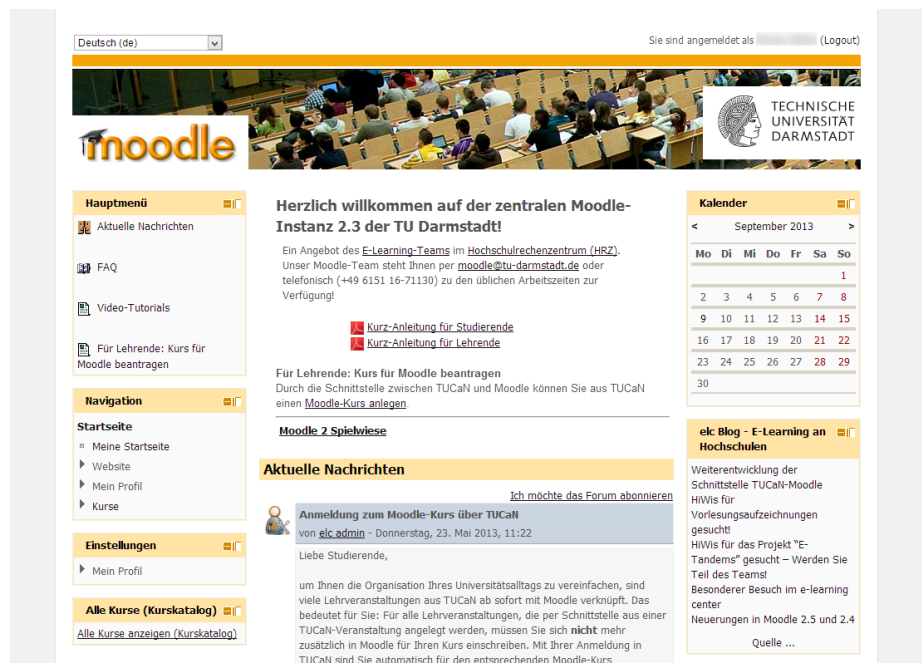 Deutsch (de)
Sie sind angemeldet als (Logout)
moodle
TECHNISCHE
UNIVERSITÄT
DARMSTADT
Hauptmenü
Aktuelle Nachrichten
FAQ
Video-Tutorials
Für Lehrende: Kurs für
Moodle beantragen
Navigation
Startseite
Meine Startseite
Website
Mein Profil
Kurse
Einstellungen
Mein Profil
Alle Kurse (Kurskatalog)
Alle Kurse anzeigen (Kurskatalog)
Herzlich willkommen auf der zentralen Moodle-
Instanz 2.3 der TU Darmstadt!
Ein Angebot des E-Learning-Teams im Hochschulrechenzentrum (HRZ).
Unser Moodle-Team steht Ihnen per moodle@tu-darmstadt.de oder
telefonisch (+49 6151 16-71130) zu den üblichen Arbeitszeiten zur
Verfügung!
Kurz-Anleitung für Studierende
Kurz-Anleitung für Lehrende
Für Lehrende: Kurs für Moodle beantragen
Durch die Schnittstelle zwischen TUCaN und Moodle können Sie aus TUCaN
einen Moodle-Kurs anlegen.
Moodle 2 Spielwiese
Aktuelle Nachrichten
Ich möchte das Forum abonnieren
Anmeldung zum Moodle-Kurs über TUCaN
von elc admin - Donnerstag, 23. Mai 2013, 11:22
Liebe Studierende,
um Ihnen die Organisation Ihres Universitätsalltags zu vereinfachen, sind
viele Lehrveranstaltungen aus TUCaN ab sofort mit Moodle verknüpft. Das
bedeutet für Sie: Für alle Lehrveranstaltungen, die per Schnittstelle aus einer
TUCaN-Veranstaltung angelegt werden, müssen Sie sich nicht mehr
zusätzlich in Moodle für Ihren Kurs einschreiben. Mit Ihrer Anmeldung in
TUCaN sind Sie automatisch für den entsprechenden Moodle-Kurs
Kalender
< September 2013 >
Mo Di Mi Do Fr Sa So
1
2 3 4 5 6 7 8
9 10 11 12 13 14 15
16 17 18 19 20 21 22
23 24 25 26 27 28 29
30
elc Blog - E-Learning an
Hochschulen
Weiterentwicklung der
Schnittstelle TUCaN-Moodle
HiWis für
Vorlesungsaufzeichnungen
gesucht!
HiWis für das Projekt “E-
Tandems” gesucht – Werden Sie
Teil des Teams!
Besonderer Besuch im e-learning
center
Neuerungen in Moodle 2.5 und 2.4
Quelle ...